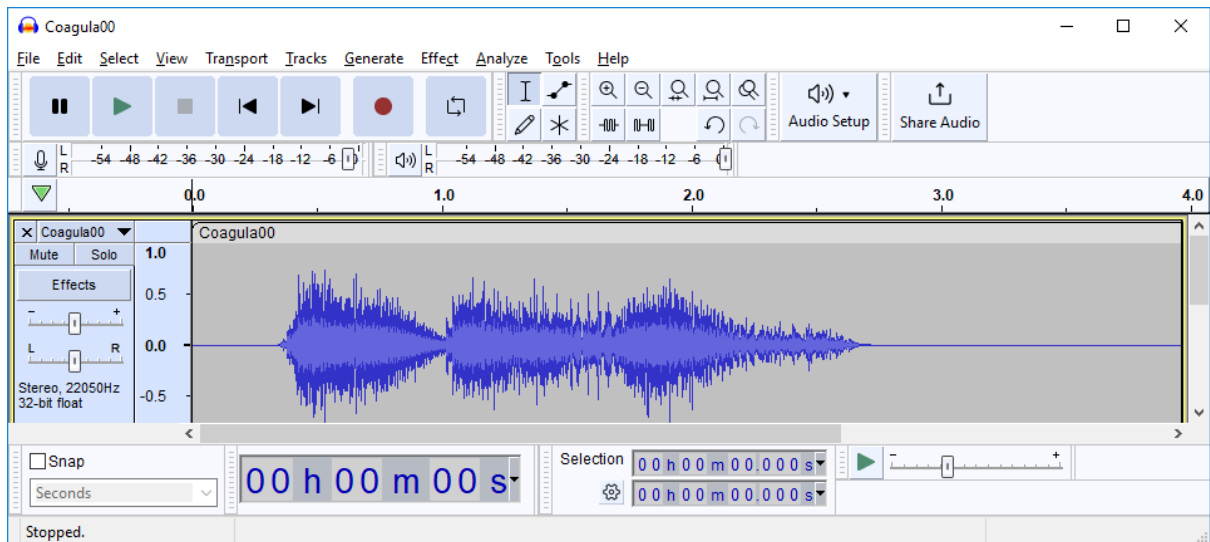 Coagula00
File Edit Select View Transport Tracks Generate Effect Analyze Tools Help
Audio Setup
Share Audio
L
R
-54 -48 -42 -36 -30 -24 -18 -12 -6 0
L
R
-54 -48 -42 -36 -30 -24 -18 -12 -6 0
0.0 1.0 2.0 3.0 4.0
Coagula00
Coagula00
Mute Solo
Effects
- +
L R
Stereo, 22050Hz
32-bit float
1.0
0.5
0.0
-0.5
Snap
Seconds
00 h 00 m 00 s
Selection
00 h 00 m 00.000 s
00 h 00 m 00.000 s
- +
Stopped.